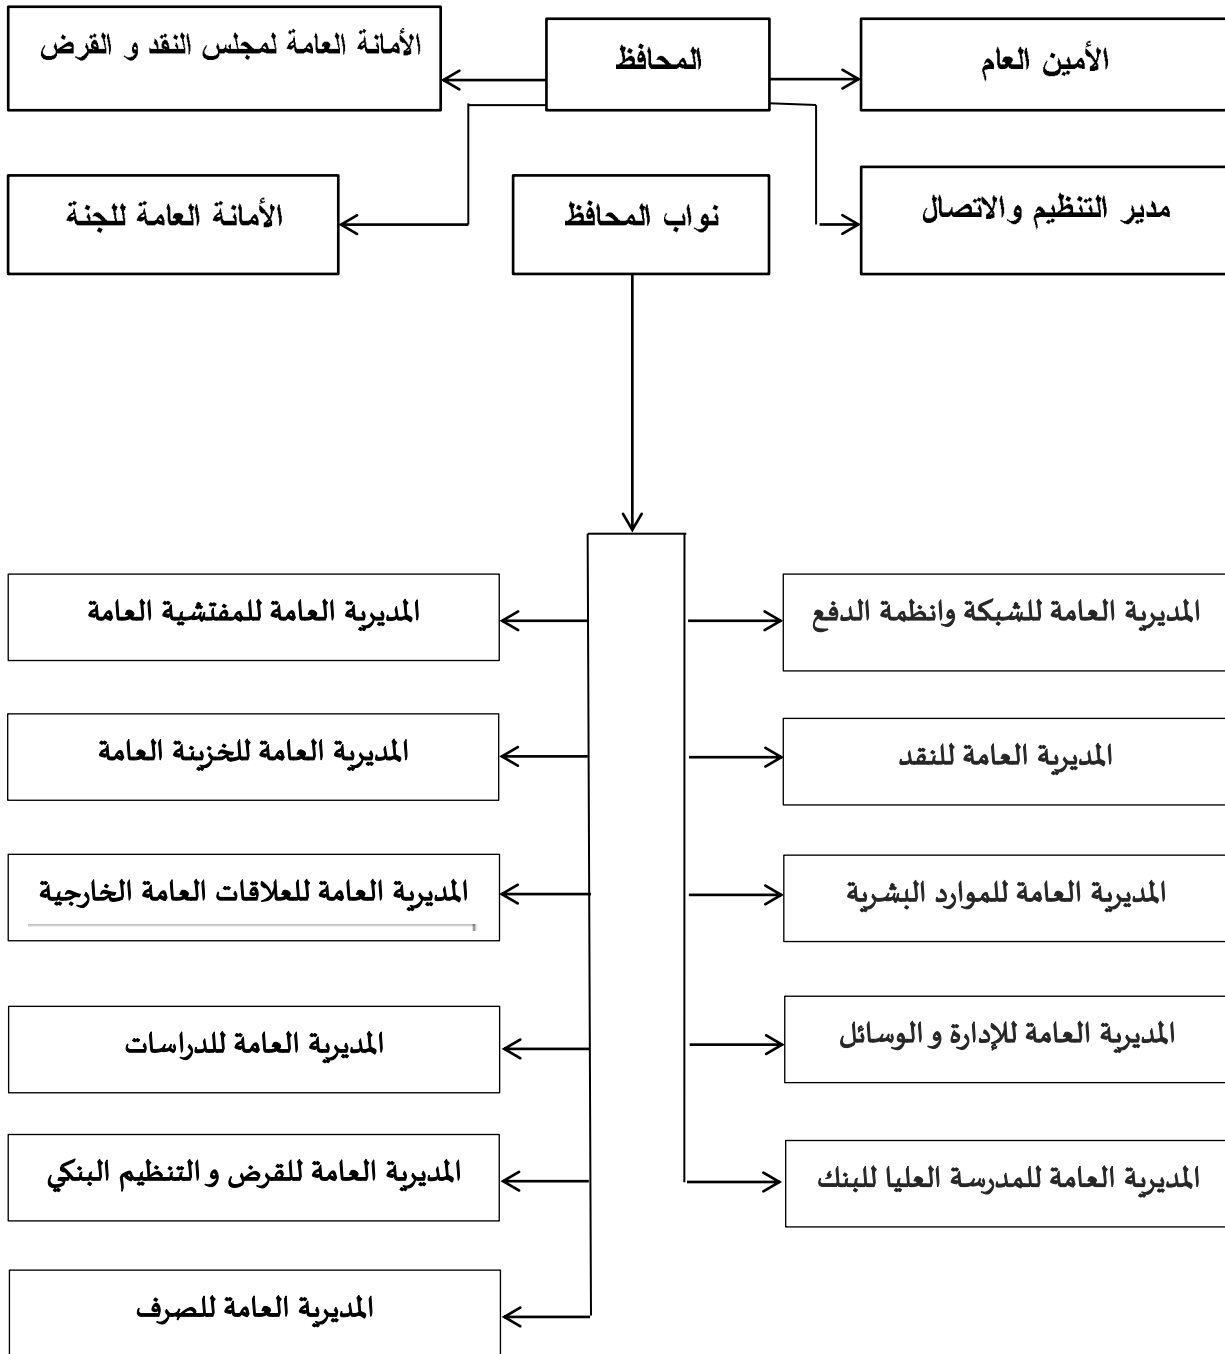 الأمين العام
المحافظ
الأمانة العامة لمجلس النقد و القرض
مدير التنظيم والاتصال
نواب المحافظ
الأمانة العامة للجنة
المديرية العامة للشبكة وانظمة الدفع
المديرية العامة للمفتشية العامة
المديرية العامة للنقد
المديرية العامة للخزينة العامة
المديرية العامة للموارد البشرية
المديرية العامة للعلاقات العامة الخارجية
المديرية العامة للإدارة و الوسائل
المديرية العامة للدراسات
المديرية العامة للمدرسة العليا للبنك
المديرية العامة للقرض و التنظيم البنكي
المديرية العامة للصرف